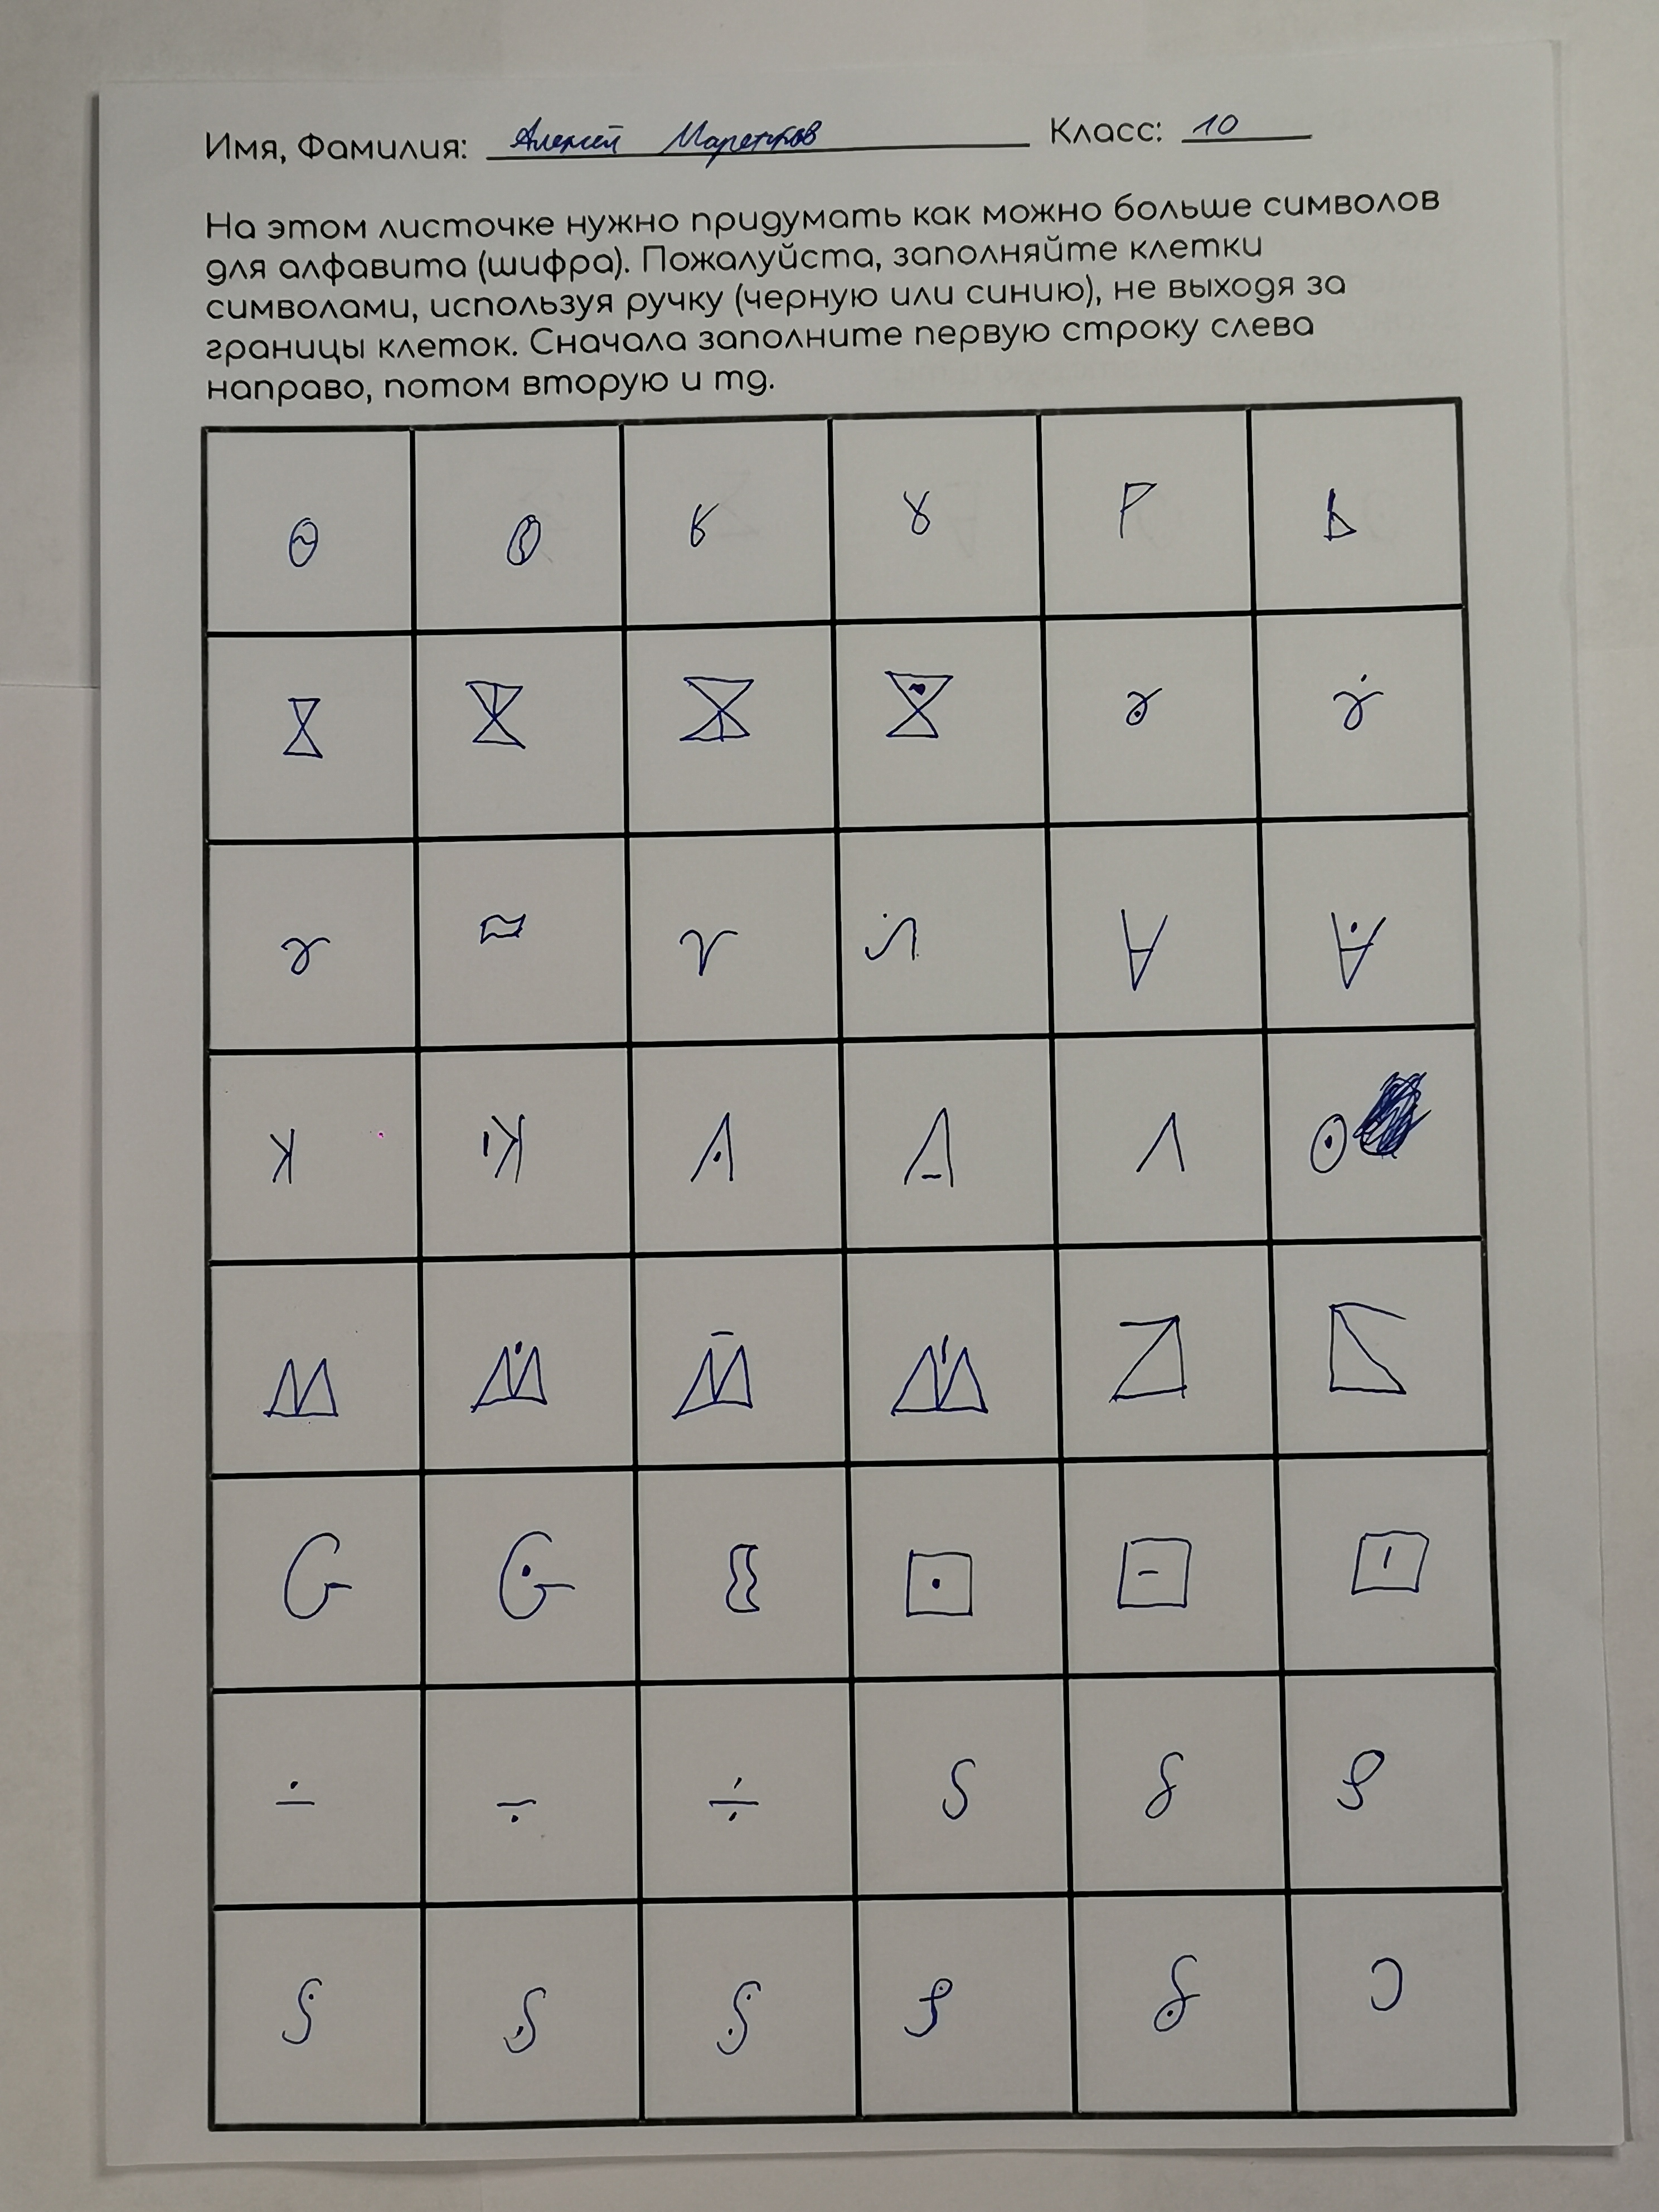 Имя, Фамилия: Алексей Класс: 10
На этом листочке нужно придумать как можно больше символов
для алфавита (шифра). Пожалуйста, заполняйте клетки
символами, используя ручку (черную или синию), не выходя за
границы клеток. Сначала заполните первую строку слева
направо, потом вторую и тд.